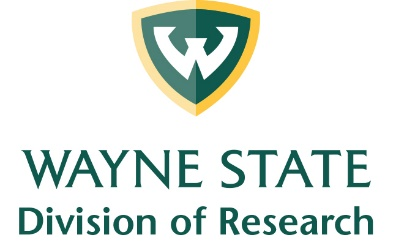 W
WAYNE STATE
Division of Research